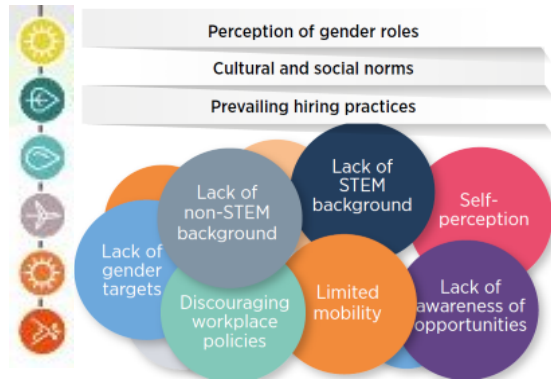 Perception of gender roles
Cultural and social norms
Prevailing hiring practices
Lack of
non-STEM
background
Lack of
STEM
background
Self-
perception
Lack of
gender
targets
Discouraging
workplace
policies
Limited
mobility
Lack of
awareness of
opportunities